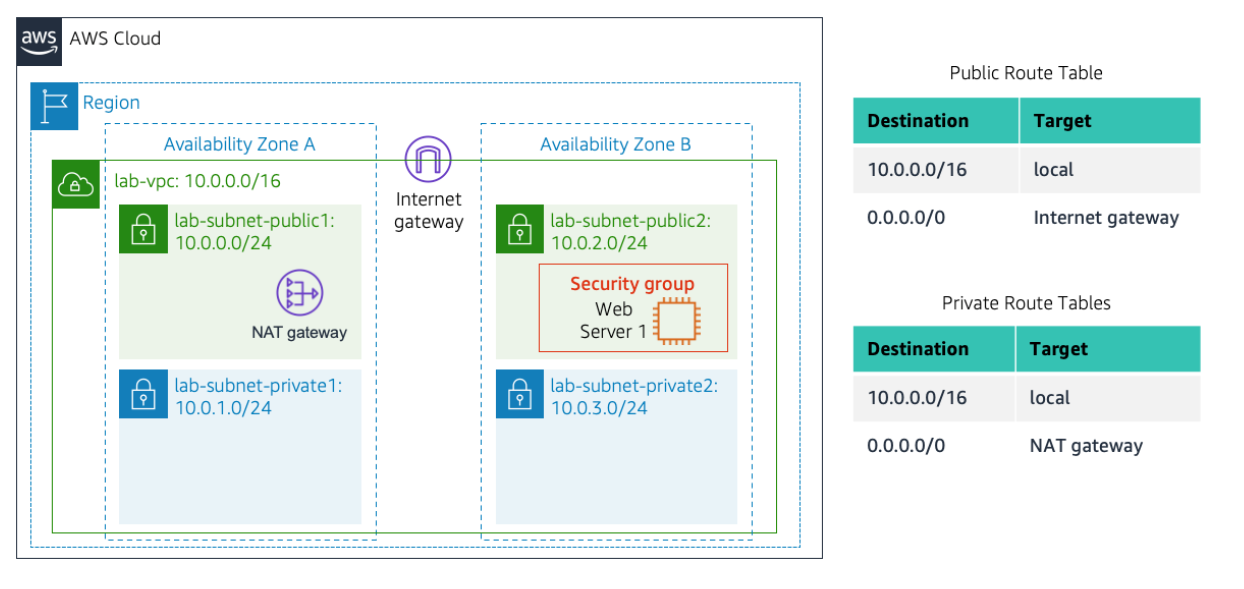 aws
AWS Cloud
Region
Availability Zone A
Availability Zone B
lab-vpc: 10.0.0.0/16
Internet
gateway
lab-subnet-public1:
10.0.0.0/24
NAT gateway
lab-subnet-public2:
10.0.2.0/24
Security group
Web
Server 1
lab-subnet-private1:
10.0.1.0/24
lab-subnet-private2:
10.0.3.0/24
Public Route Table
Destination Target
10.0.0.0/16 local
0.0.0.0/0 Internet gateway
Private Route Tables
Destination Target
10.0.0.0/16 local
0.0.0.0/0 NAT gateway